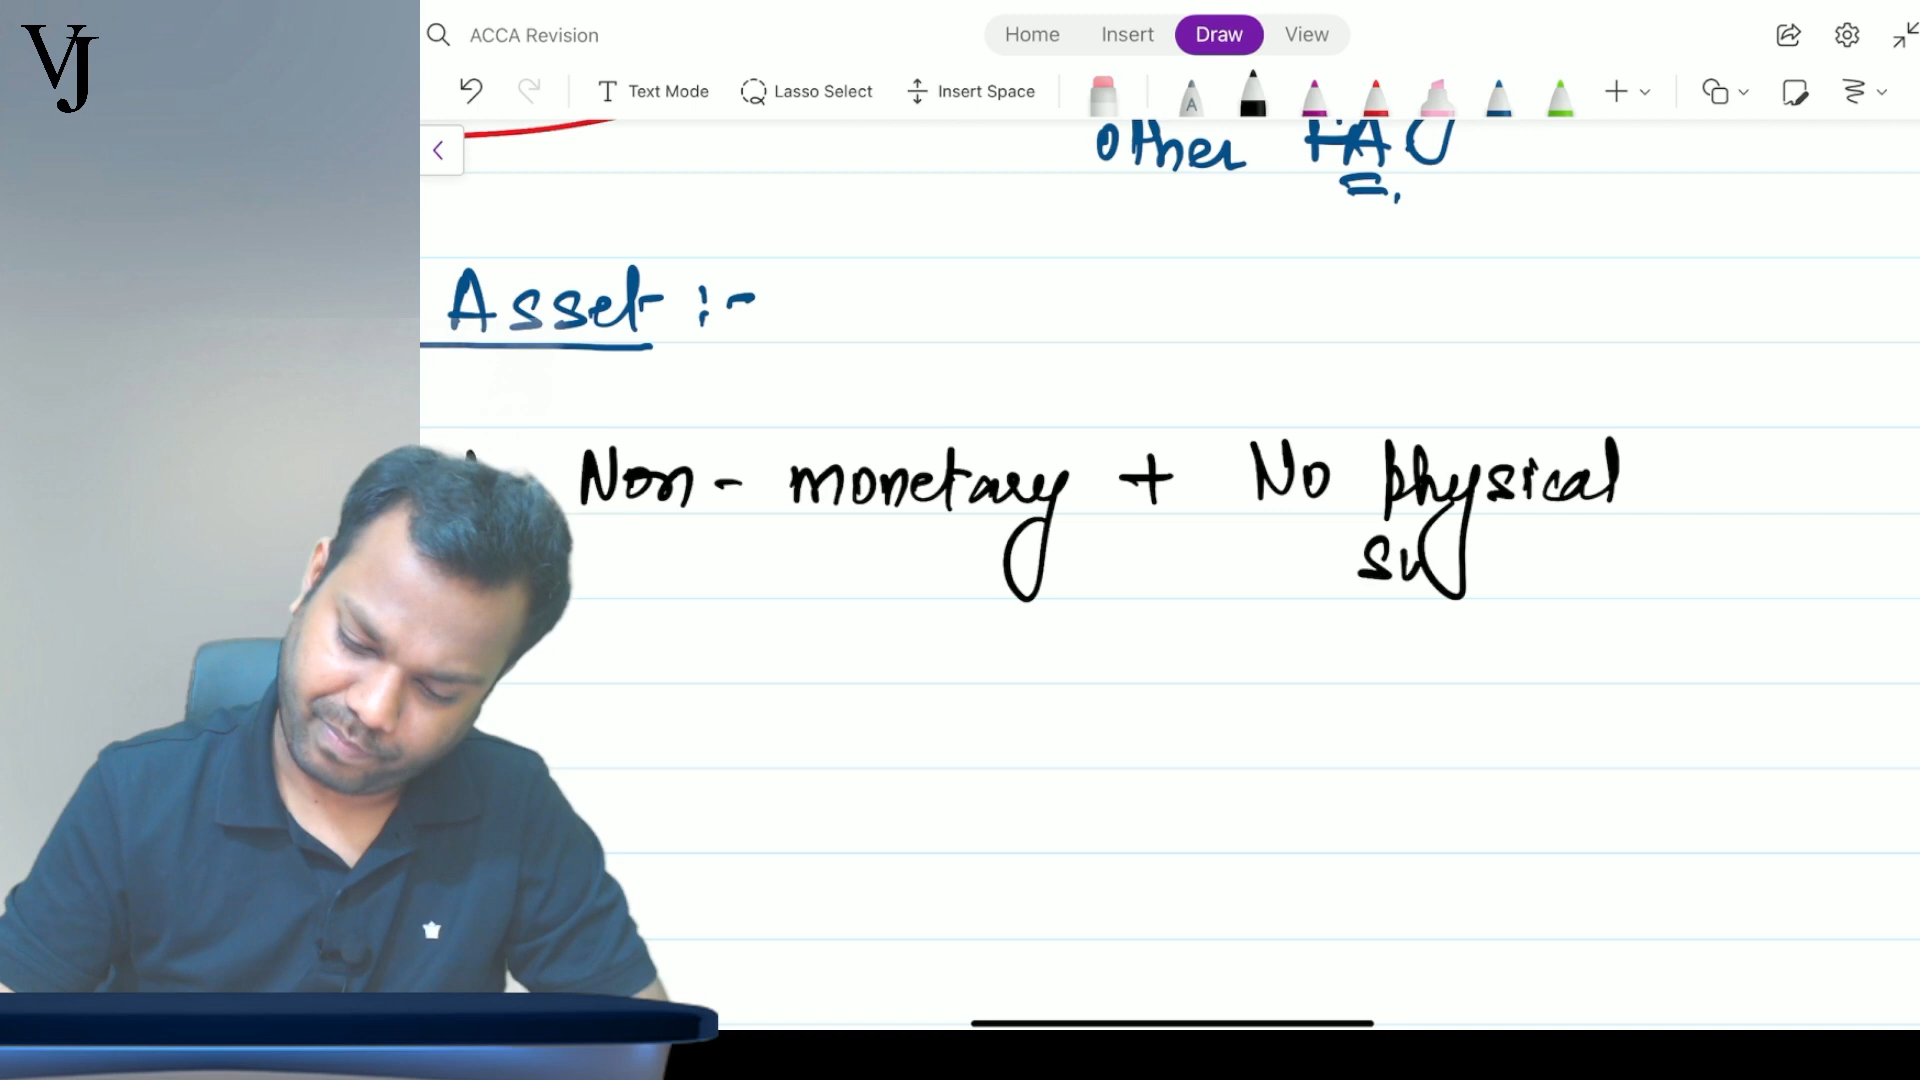 VJ
ACCA Revision
Home Insert Draw View
Text Mode Lasso Select Insert Space
A
other
Asset :-
Non - monetary + No physical
su